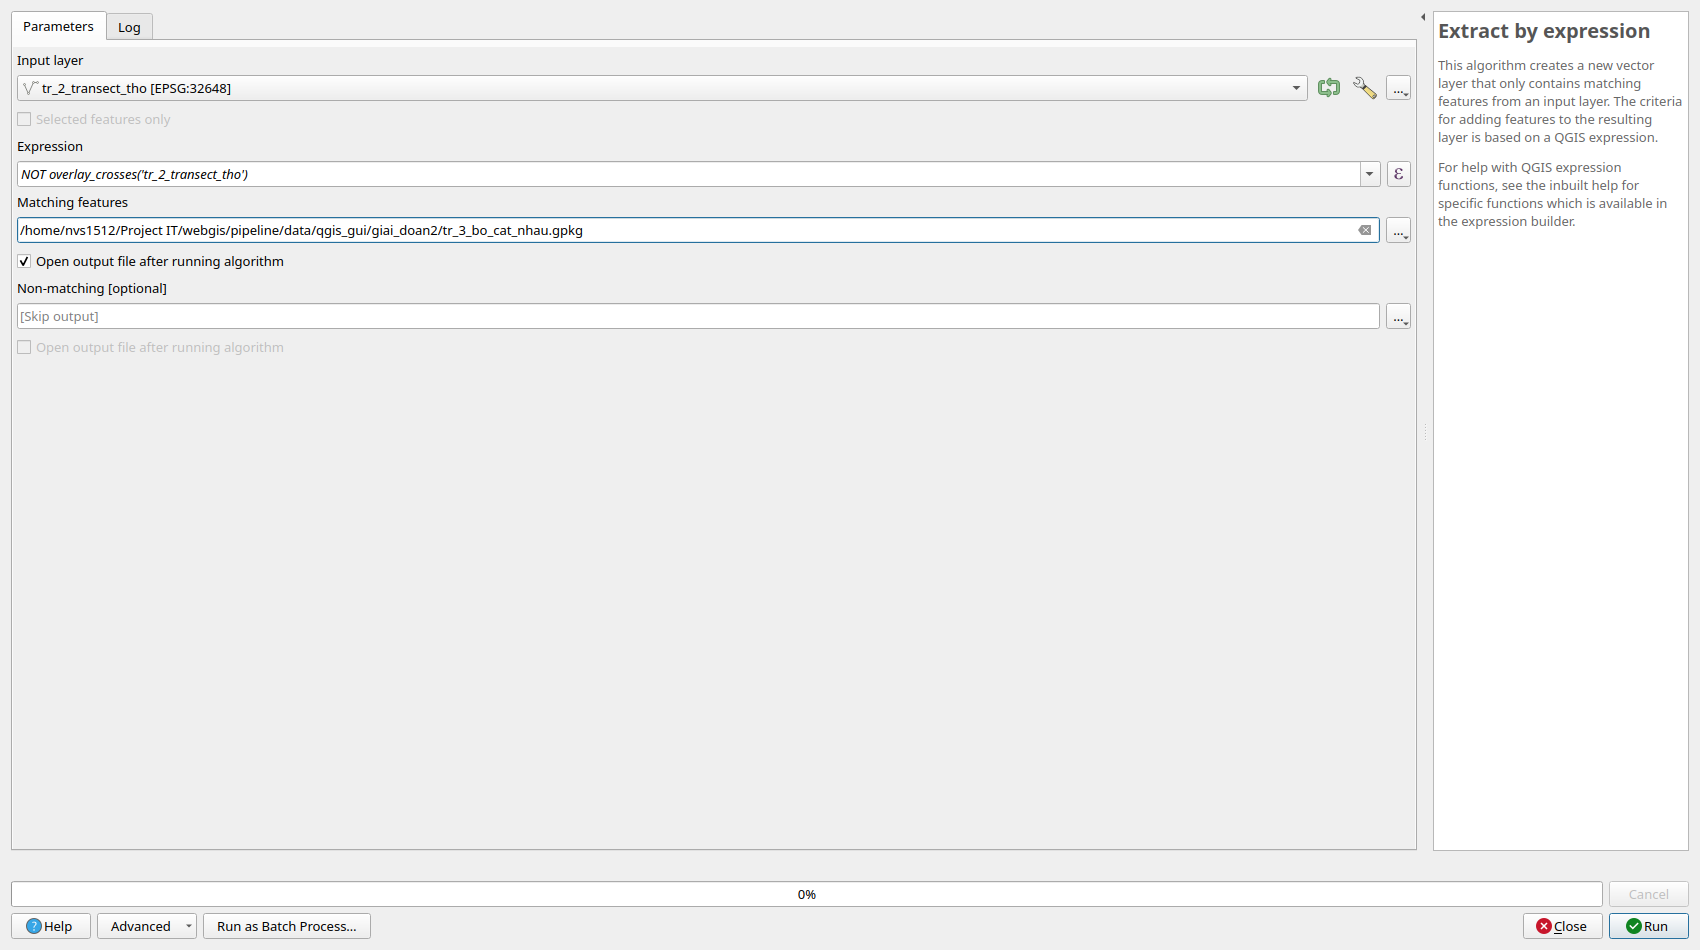 Parameters
Log
Input layer
tr_2_transect_tho [EPSG:32648]
...
Selected features only
Expression
NOT overlay_crosses('tr_2_transect_tho')
ε
Matching features
/home/nvs1512/Project IT/webgis/pipeline/data/qgis_gui/giai_doan2/tr_3_bo_cat_nhau.gpkg
...
Open output file after running algorithm
Non-matching [optional]
[Skip output]
...
Open output file after running algorithm
Extract by expression
This algorithm creates a new vector
layer that only contains matching
features from an input layer. The criteria
for adding features to the resulting
layer is based on a QGIS expression.
For help with QGIS expression
functions, see the inbuilt help for
specific functions which is available in
the expression builder.
0%
Cancel
? Help
Advanced
Run as Batch Process...
Close
Run